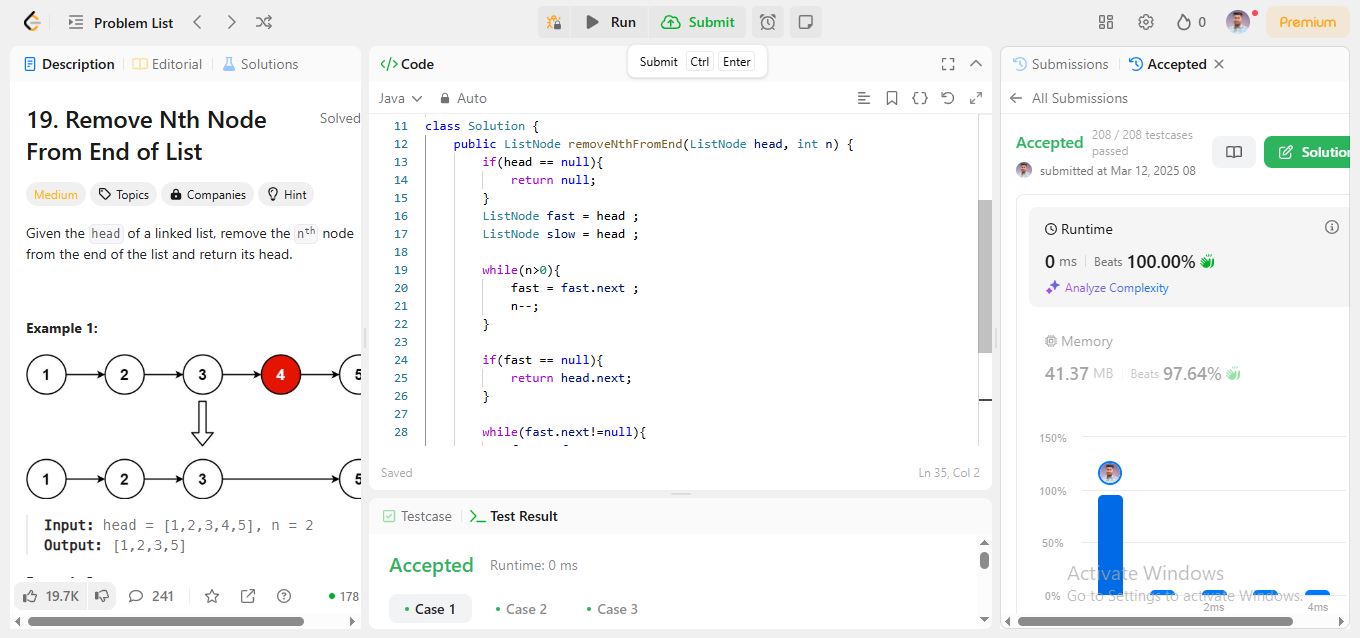 Problem List
Run
Submit
0
Premium
Description
Editorial
Solutions
19. Remove Nth Node
From End of List
Solved
Medium
Topics
Companies
Hint
Given the head of a linked list, remove the nth node
from the end of the list and return its head.
Example 1:
1 2 3 4 5
1 2 3 5
Input: head = [1,2,3,4,5], n = 2
Output: [1,2,3,5]
19.7K
241
178
</>Code
Submit Ctrl Enter
Java
Auto
11 class Solution {
12 public ListNode removeNthFromEnd(ListNode head, int n) {
13 if(head == null){
14 return null;
15 }
16 ListNode fast = head ;
17 ListNode slow = head ;
18
19 while(n>0){
20 fast = fast.next ;
21 n--;
22 }
23
24 if(fast == null){
25 return head.next;
26 }
27
28 while(fast.next!=null){
Saved
Ln 35, Col 2
Testcase
Test Result
Accepted
Runtime: 0 ms
Case 1
Case 2
Case 3
Submissions
Accepted
All Submissions
Accepted
208 / 208 testcases
passed
submitted at Mar 12, 2025 08
Solution
Runtime
0 ms
Beats 100.00%
Analyze Complexity
Memory
41.37 MB
Beats 97.64%
150%
100%
50%
0%
2ms
4ms
Activate Windows
Go to Settings to activate Windows.